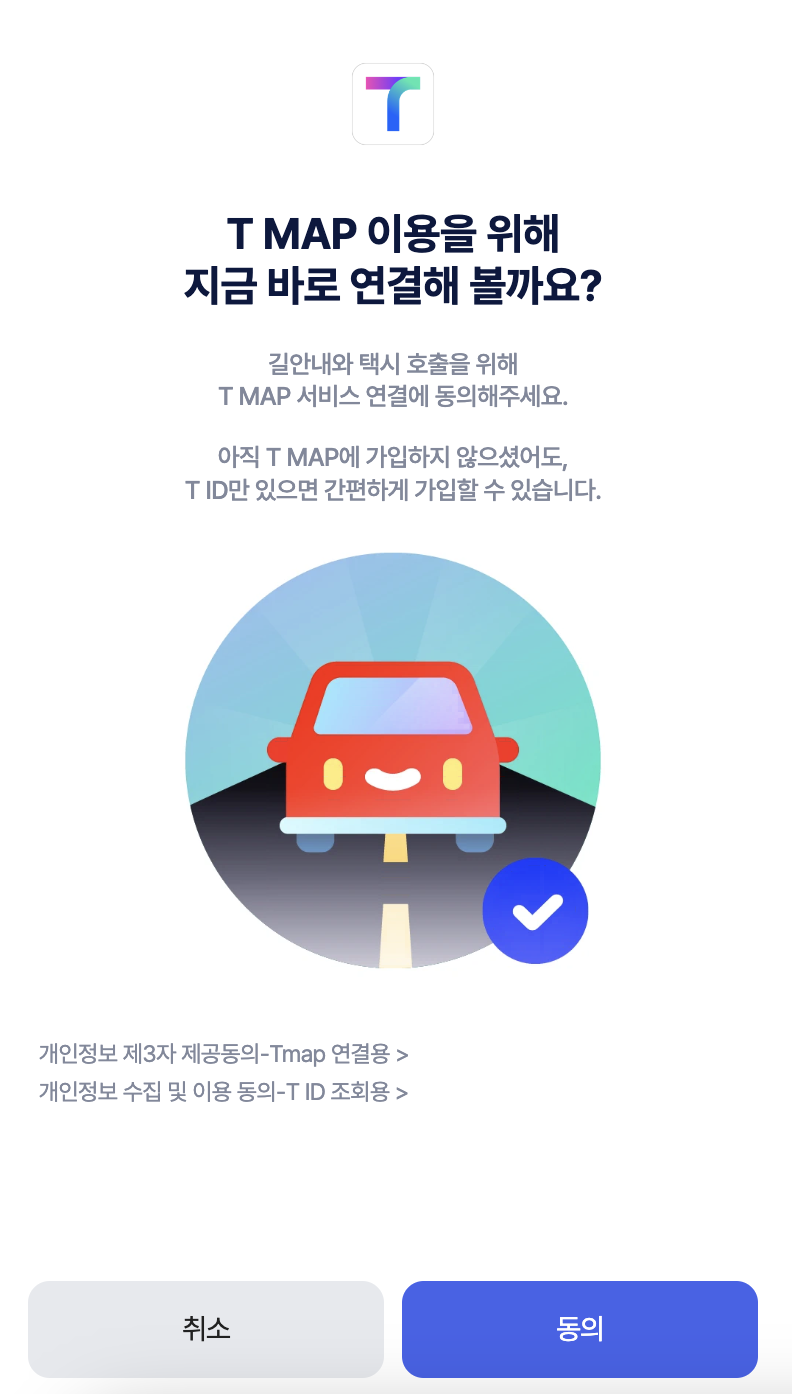 T MAP 이용을 위해
지금 바로 연결해 볼까요?
길안내와 택시 호출을 위해
T MAP 서비스 연결에 동의해주세요.
아직 T MAP에 가입하지 않으셨어도,
T ID만 있으면 간편하게 가입할 수 있습니다.
개인정보 제3자 제공동의-Tmap 연결용 >
개인정보 수집 및 이용 동의-T ID 조회용 >
취소
동의